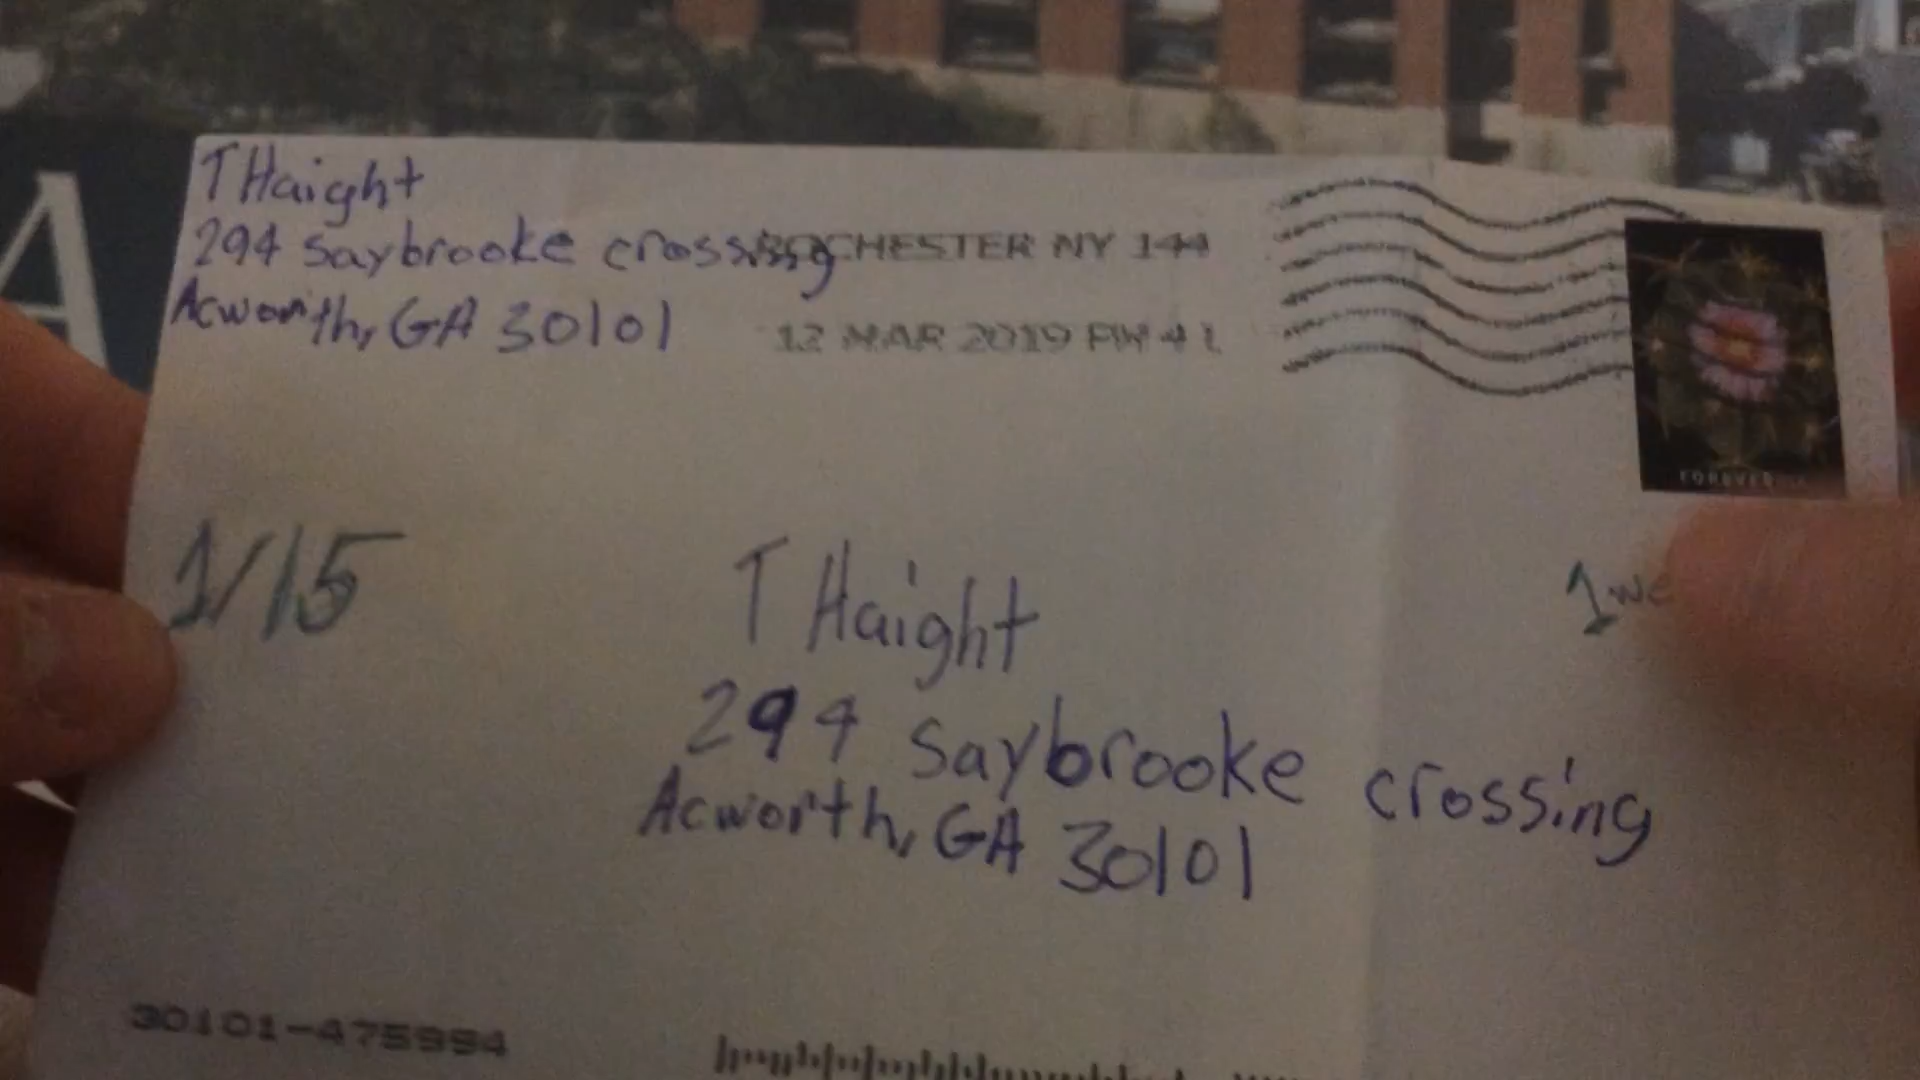 A
T Haight
294 saybrooke crossing
Acworth, GA 30101
ROCHESTER NY 144
12 MAR 2019 PM 4 L
FOREVER
1/15
T Haight
294 saybrooke crossing
Acworth, GA 30101
30101-475994